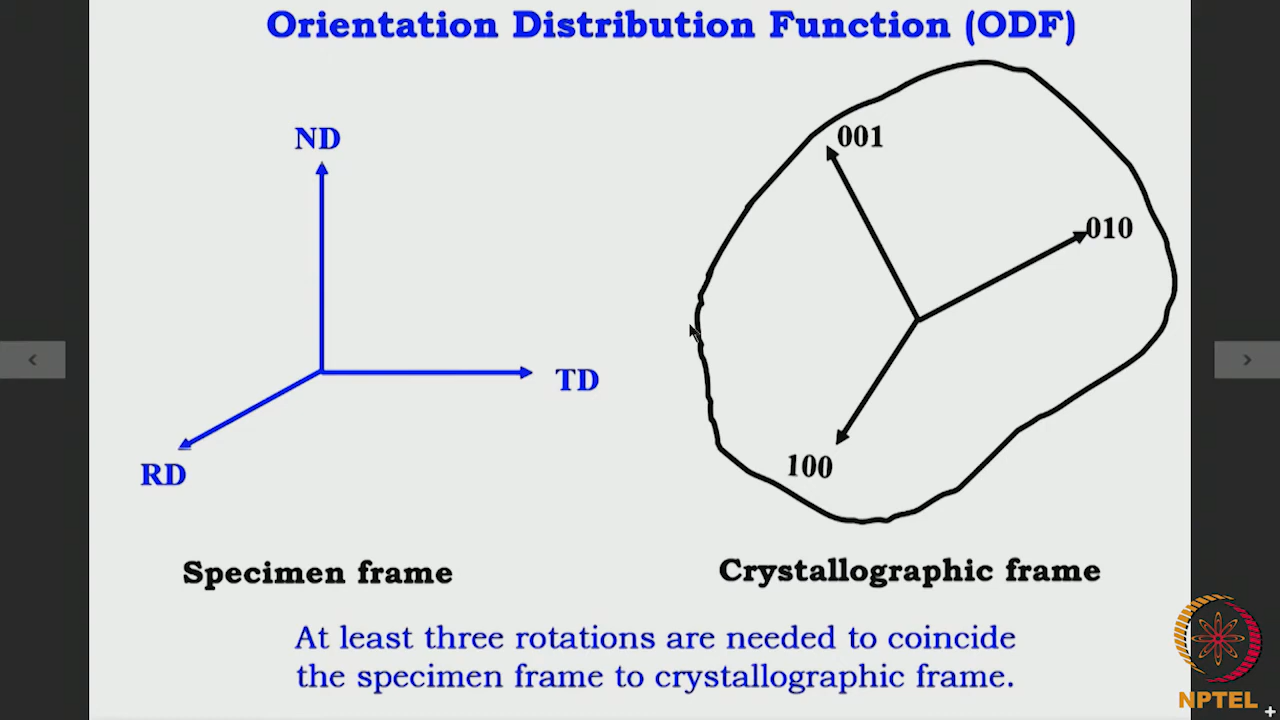 Orientation Distribution Function (ODF)
ND
TD
RD
001
010
100
Specimen frame
Crystallographic frame
At least three rotations are needed to coincide
the specimen frame to crystallographic frame.
NPTEL